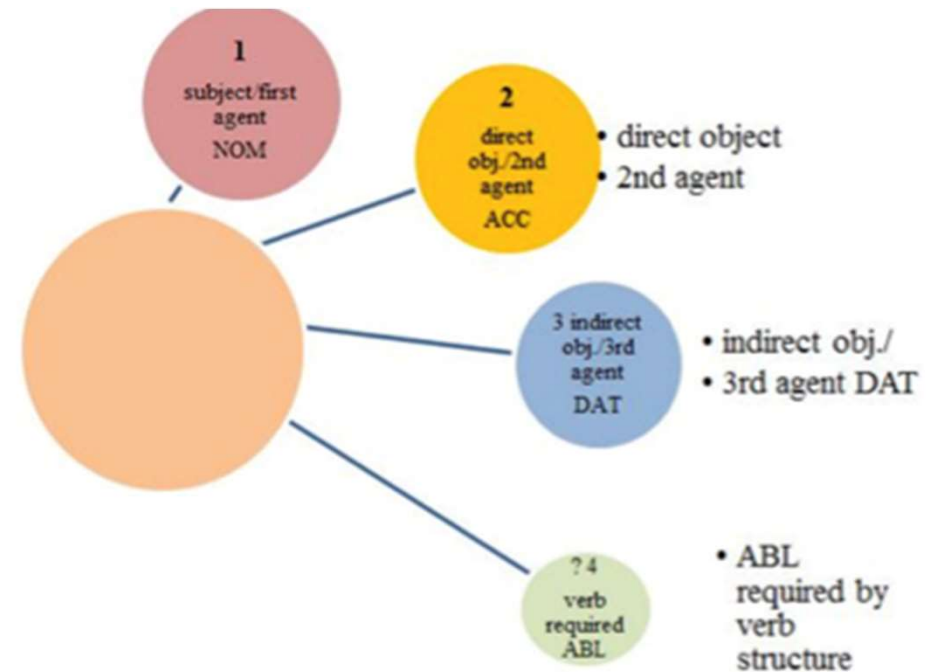 1
subject/first
agent
NOM
2
direct
obj./2nd
agent
ACC
• direct object
• 2nd agent
3 indirect
obj./3rd
agent
DAT
• indirect obj./
• 3rd agent DAT
? 4
verb
required
ABL
• ABL
required by
verb
structure